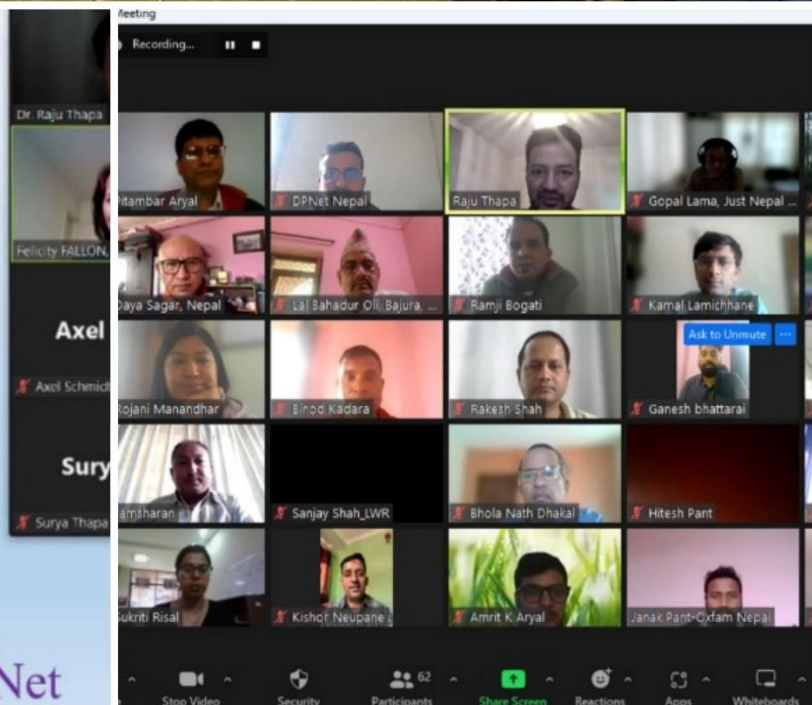 Dr. Raju Thapa
Felicity FALLON,
Axel
Axel Schmidt
Sury
Surya Thapa
Net
Meeting
Recording...
Pitambar Aryal
DPNet Nepal
Raju Thapa
Gopal Lama, Just Nepal ...
Daya Sagar, Nepal
Lal Bahadur Oli, Bajura, ...
Ramji Bogati
Kamal Lamichhane
Ask to Unmute ...
Rojani Manandhar
Binod Kadara
Rakesh Shah
Ganesh bhattarai
amsharan
Sanjay Shah_LWR
Bhola Nath Dhakal
Hitesh Pant
Sukriti Risal
Kishor Neupane
Amrit K Aryal
Janak Pant-Oxfam Nepal
62
Stop Video
Security
Participants
Share Screen
Reactions
Apps
Whiteboards